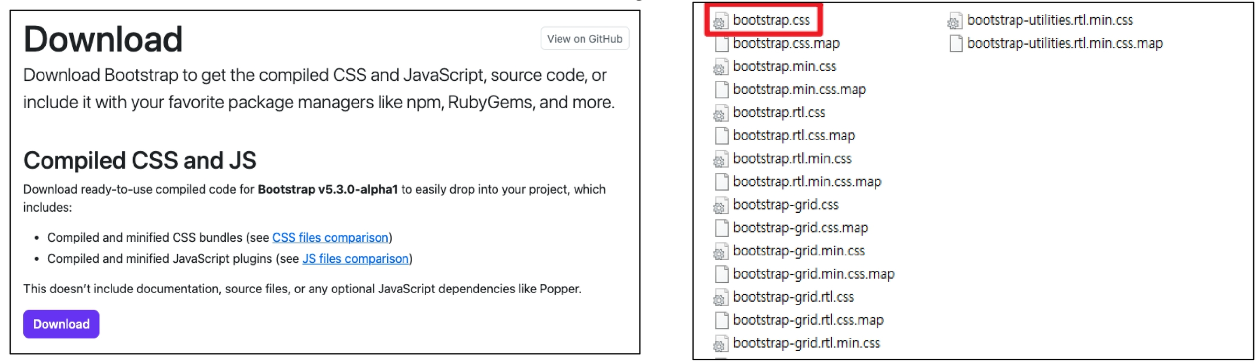 Download
View on GitHub
Download Bootstrap to get the compiled CSS and JavaScript, source code, or
include it with your favorite package managers like npm, RubyGems, and more.
Compiled CSS and JS
Download ready-to-use compiled code for Bootstrap v5.3.0-alpha1 to easily drop into your project, which
includes:
• Compiled and minified CSS bundles (see CSS files comparison)
• Compiled and minified JavaScript plugins (see JS files comparison)
This doesn't include documentation, source files, or any optional JavaScript dependencies like Popper.
Download
bootstrap.css
bootstrap.css.map
bootstrap.min.css
bootstrap.min.css.map
bootstrap.rtl.css
bootstrap.rtl.css.map
bootstrap.rtl.min.css
bootstrap.rtl.min.css.map
bootstrap-grid.css
bootstrap-grid.css.map
bootstrap-grid.min.css
bootstrap-grid.min.css.map
bootstrap-grid.rtl.css
bootstrap-grid.rtl.css.map
bootstrap-grid.rtl.min.css
bootstrap-utilities.rtl.min.css
bootstrap-utilities.rtl.min.css.map